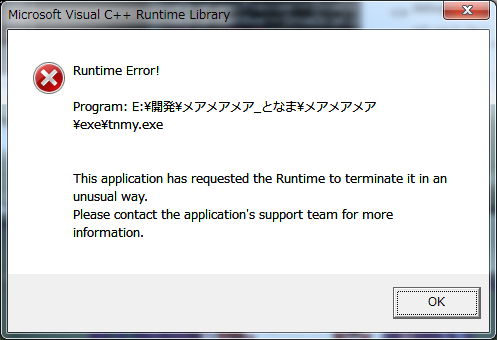 Microsoft Visual C++ Runtime Library
Runtime Error!
Program: E:¥開発¥メアメアメア_となま¥メアメアメア
¥exe¥tnmy.exe
This application has requested the Runtime to terminate it in an
unusual way.
Please contact the application's support team for more
information.
OK